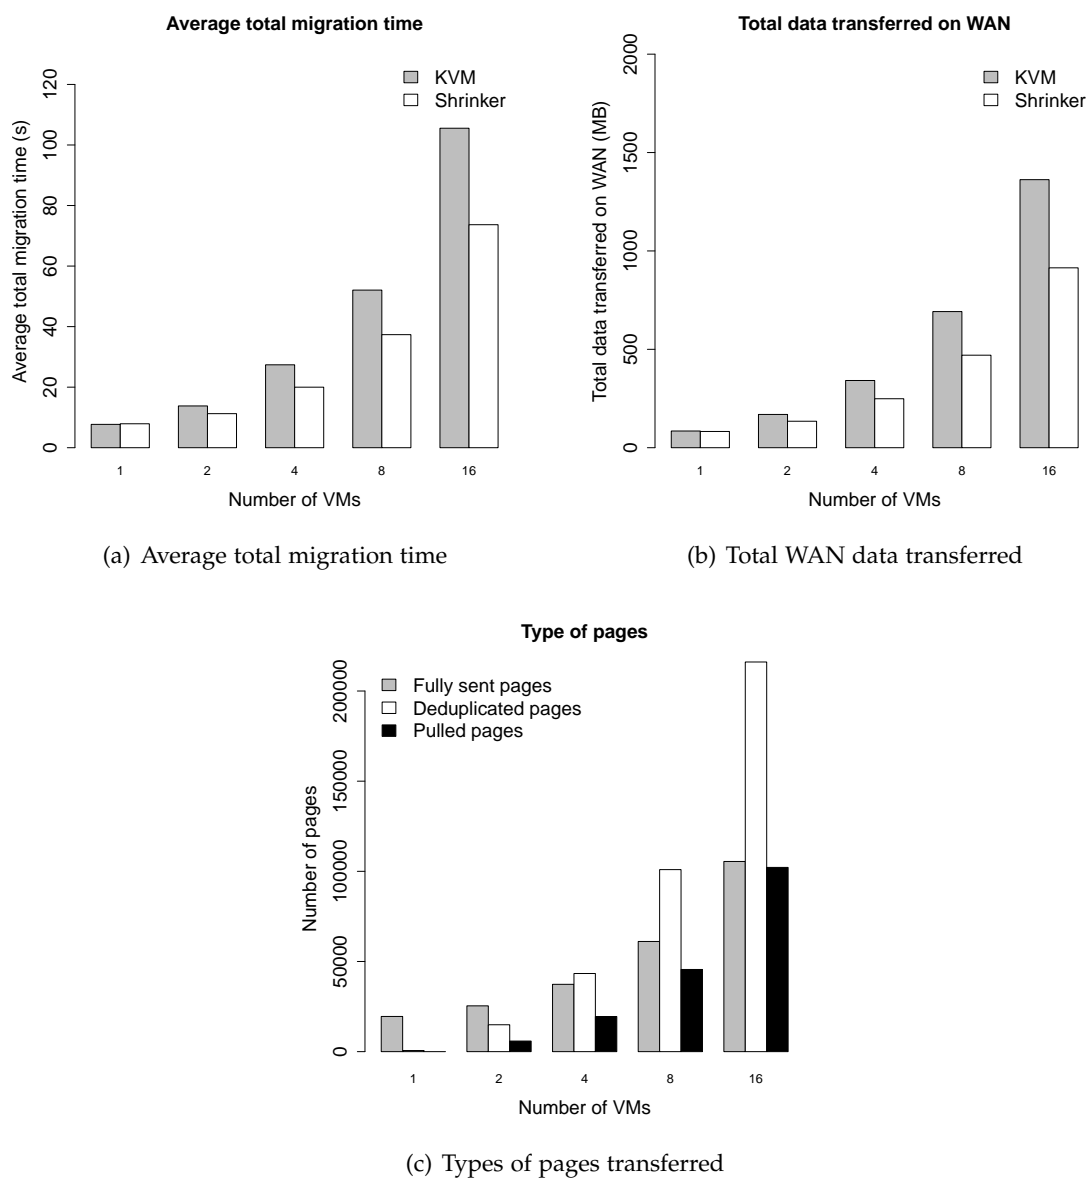 Average total migration time
Average total migration time (s)
0
20
40
60
80
100
120
KVM
Shrinker
1 2 4 8 16
Number of VMs
(a) Average total migration time
Total data transferred on WAN
Total data transferred on WAN (MB)
0
500
1000
1500
2000
KVM
Shrinker
1 2 4 8 16
Number of VMs
(b) Total WAN data transferred
Type of pages
Number of pages
0
50000
100000
150000
200000
Fully sent pages
Deduplicated pages
Pulled pages
1 2 4 8 16
Number of VMs
(c) Types of pages transferred